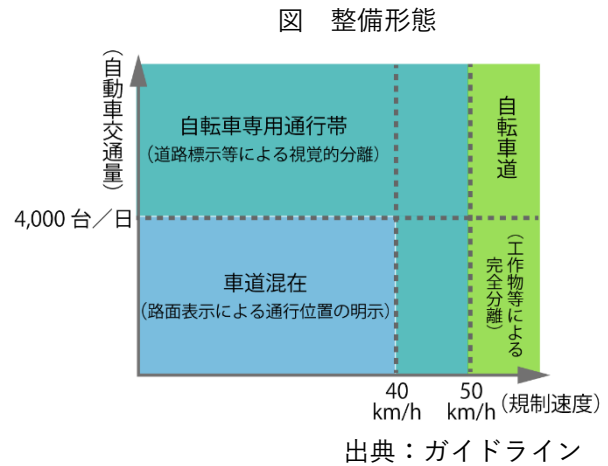 図　整備形態
（自動車交通量）
自転車専用通行帯
（道路標示等による視覚的分離）
自転車道
（工作物等による
完全分離）
4,000 台／日
車道混在
（路面表示による通行位置の明示）
40
km/h
50
km/h
（規制速度）
出典：ガイドライン